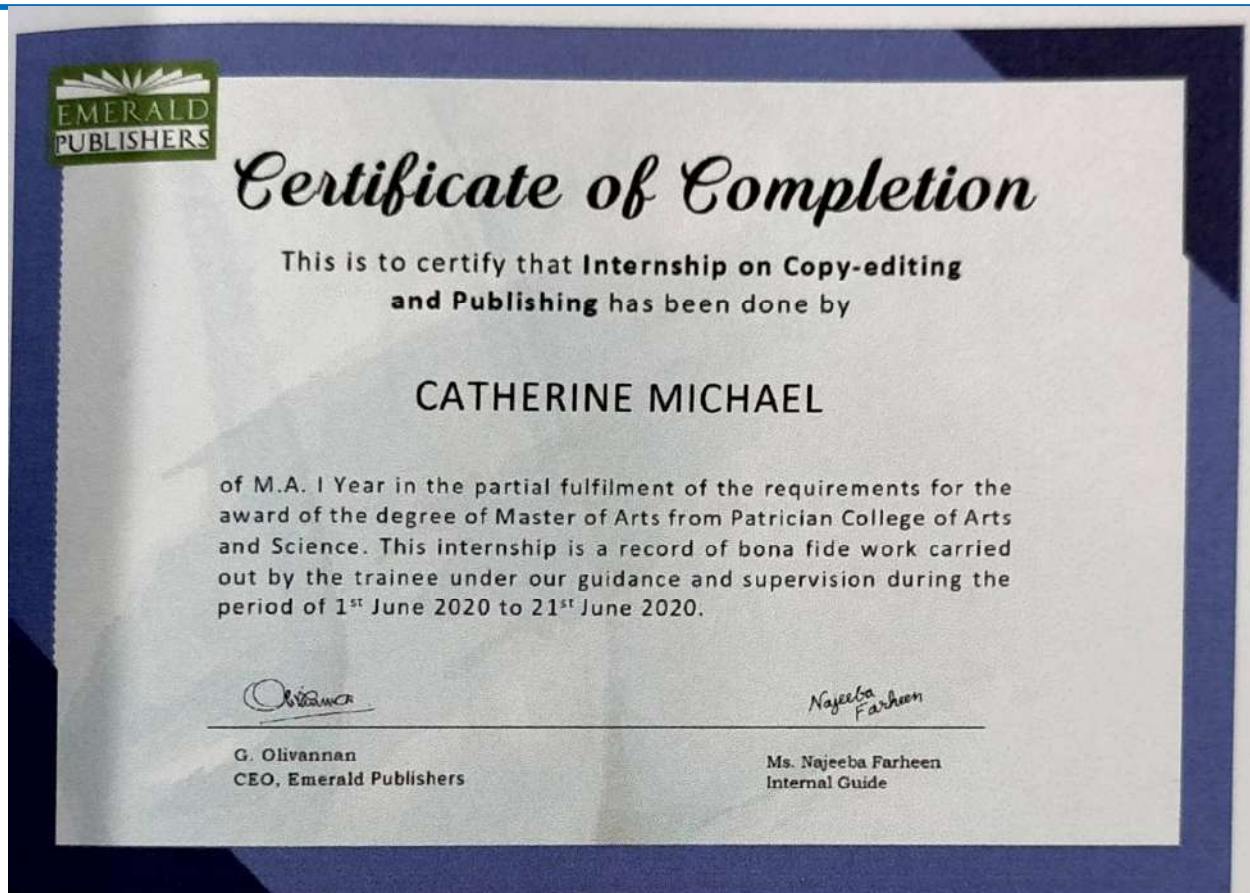 EMERALD
PUBLISHERS
Certificate of Completion
This is to certify that Internship on Copy-editing
and Publishing has been done by
CATHERINE MICHAEL
of M.A. I Year in the partial fulfilment of the requirements for the
award of the degree of Master of Arts from Patrician College of Arts
and Science. This internship is a record of bona fide work carried
out by the trainee under our guidance and supervision during the
period of 1st June 2020 to 21st June 2020.
Najeeba
Farheen
G. Olivannan
CEO, Emerald Publishers
Ms. Najeeba Farheen
Internal Guide